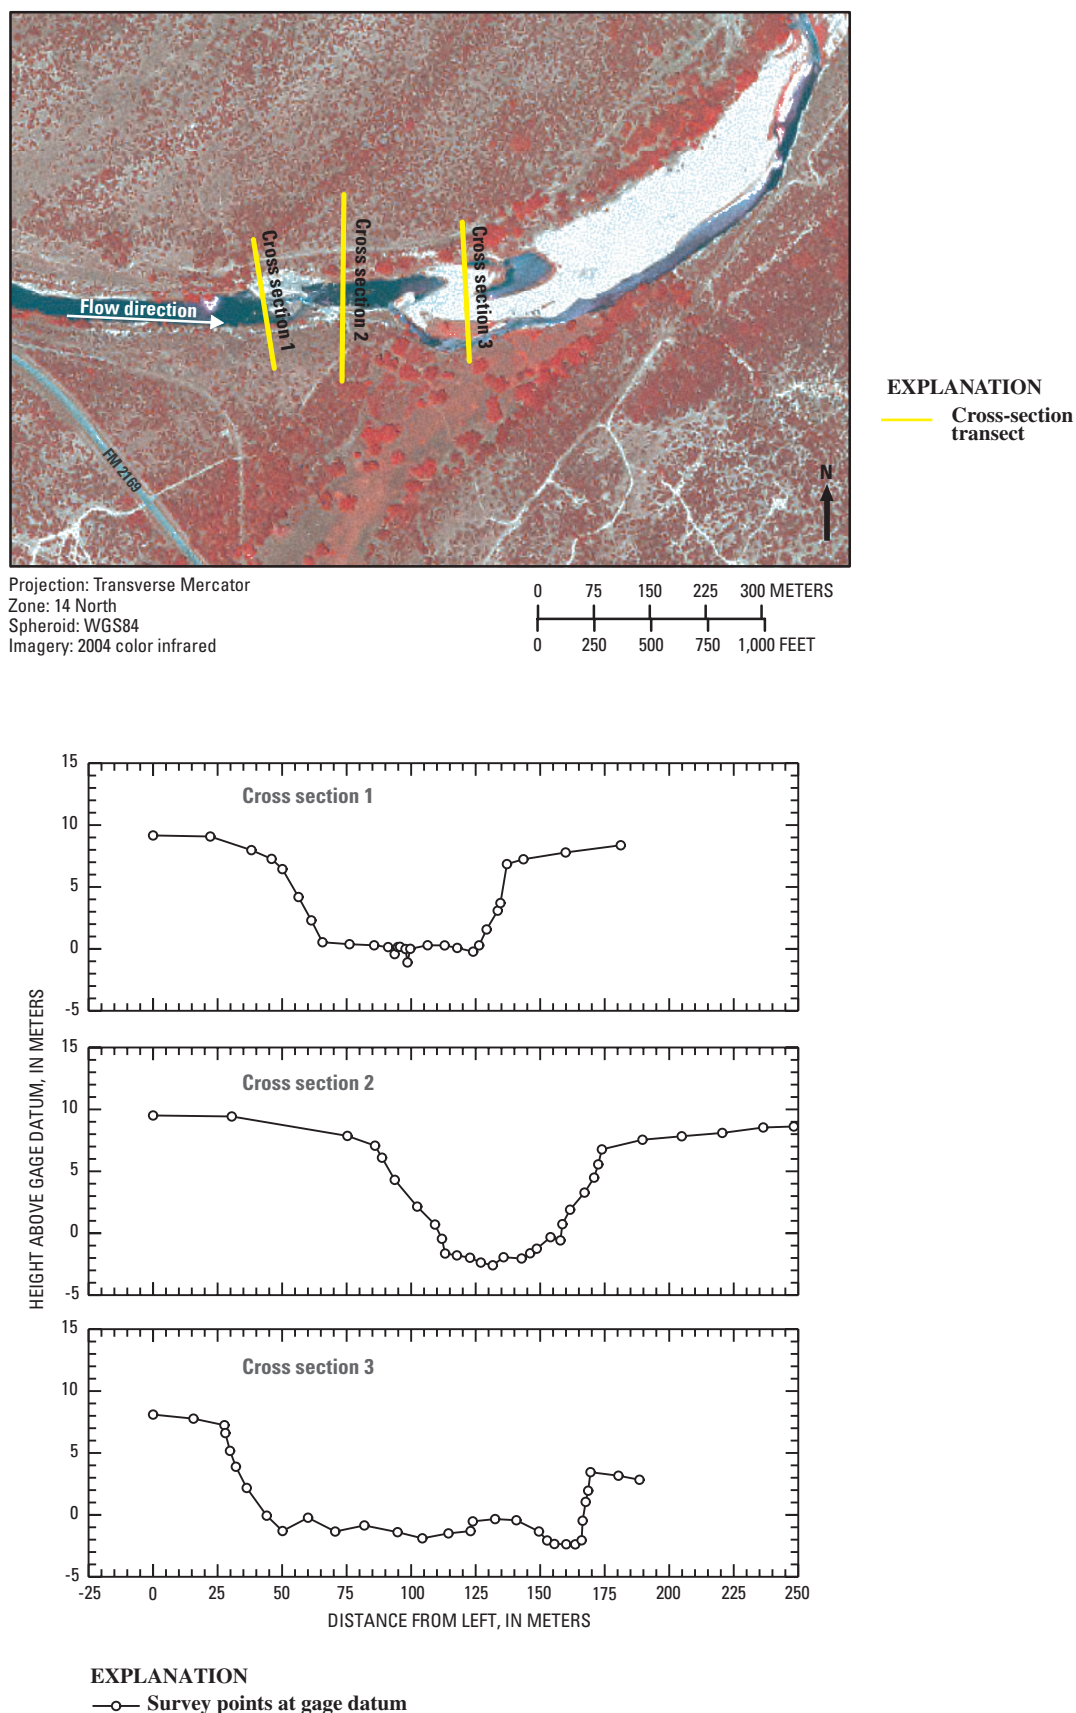 Cross section 1
Cross section 2
Cross section 3
Flow direction
FM 2169
N
EXPLANATION
Cross-section
transect
Projection: Transverse Mercator
Zone: 14 North
Spheroid: WGS84
Imagery: 2004 color infrared
0 75 150 225 300 METERS
0 250 500 750 1,000 FEET
HEIGHT ABOVE GAGE DATUM, IN METERS
15
10
5
0
-5
Cross section 1
15
10
5
0
-5
Cross section 2
15
10
5
0
-5
Cross section 3
-25 0 25 50 75 100 125 150 175 200 225 250
DISTANCE FROM LEFT, IN METERS
EXPLANATION
Survey points at gage datum